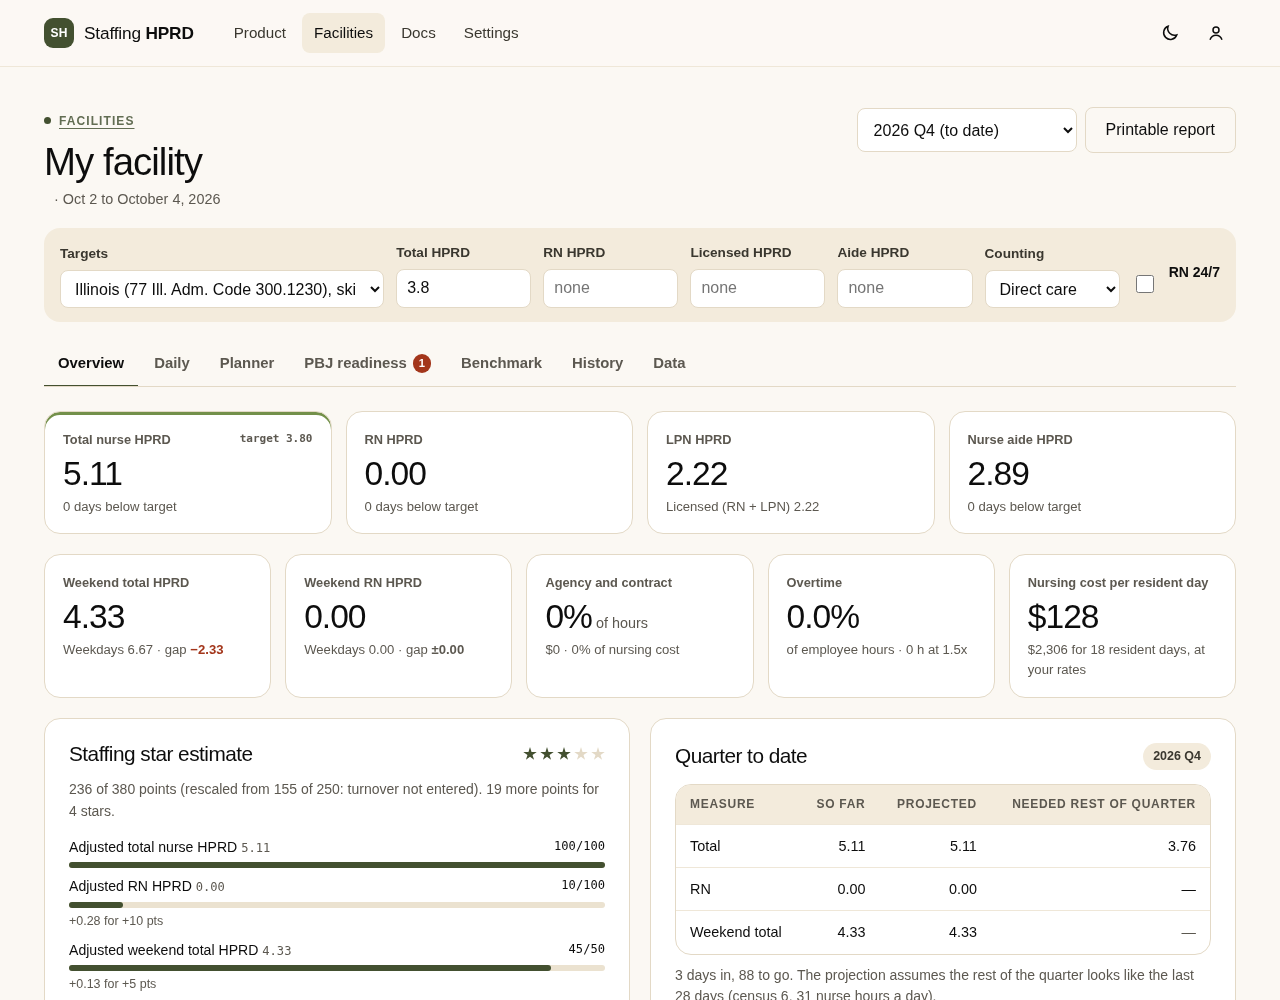 SH Staffing HPRD Product Facilities Docs Settings
FACILITIES
2026 Q4 (to date) Printable report
My facility
· Oct 2 to October 4, 2026
Targets Total HPRD RN HPRD Licensed HPRD Aide HPRD Counting
Illinois (77 Ill. Adm. Code 300.1230), ski 3.8 none none none Direct care RN 24/7
Overview Daily Planner PBJ readiness 1 Benchmark History Data
Total nurse HPRD target 3.80
5.11
0 days below target
RN HPRD
0.00
0 days below target
LPN HPRD
2.22
Licensed (RN + LPN) 2.22
Nurse aide HPRD
2.89
0 days below target
Weekend total HPRD
4.33
Weekdays 6.67 · gap −2.33
Weekend RN HPRD
0.00
Weekdays 0.00 · gap ±0.00
Agency and contract
0% of hours
$0 · 0% of nursing cost
Overtime
0.0%
of employee hours · 0 h at 1.5x
Nursing cost per resident day
$128
$2,306 for 18 resident days, at
your rates
Staffing star estimate ★★★★★
236 of 380 points (rescaled from 155 of 250: turnover not entered). 19 more points for
4 stars.
Adjusted total nurse HPRD 5.11 100/100
Adjusted RN HPRD 0.00 10/100
+0.28 for +10 pts
Adjusted weekend total HPRD 4.33 45/50
+0.13 for +5 pts
Quarter to date 2026 Q4
MEASURE SO FAR PROJECTED NEEDED REST OF QUARTER
Total 5.11 5.11 3.76
RN 0.00 0.00 —
Weekend total 4.33 4.33 —
3 days in, 88 to go. The projection assumes the rest of the quarter looks like the last
28 days (census 6, 31 nurse hours a day).